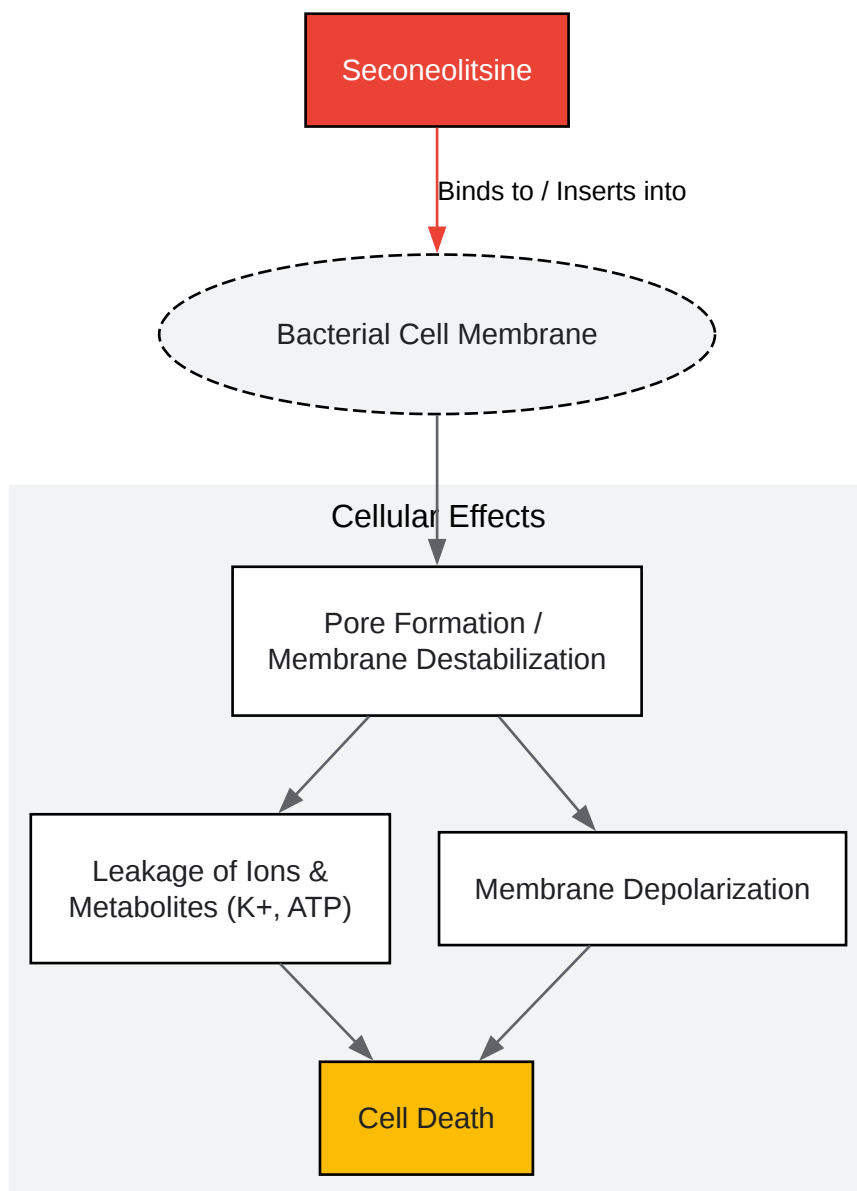 Seconeolitsine
Binds to / Inserts into
Bacterial Cell Membrane
Cellular Effects
Pore Formation /
Membrane Destabilization
Leakage of Ions &
Metabolites (K+, ATP)
Membrane Depolarization
Cell Death